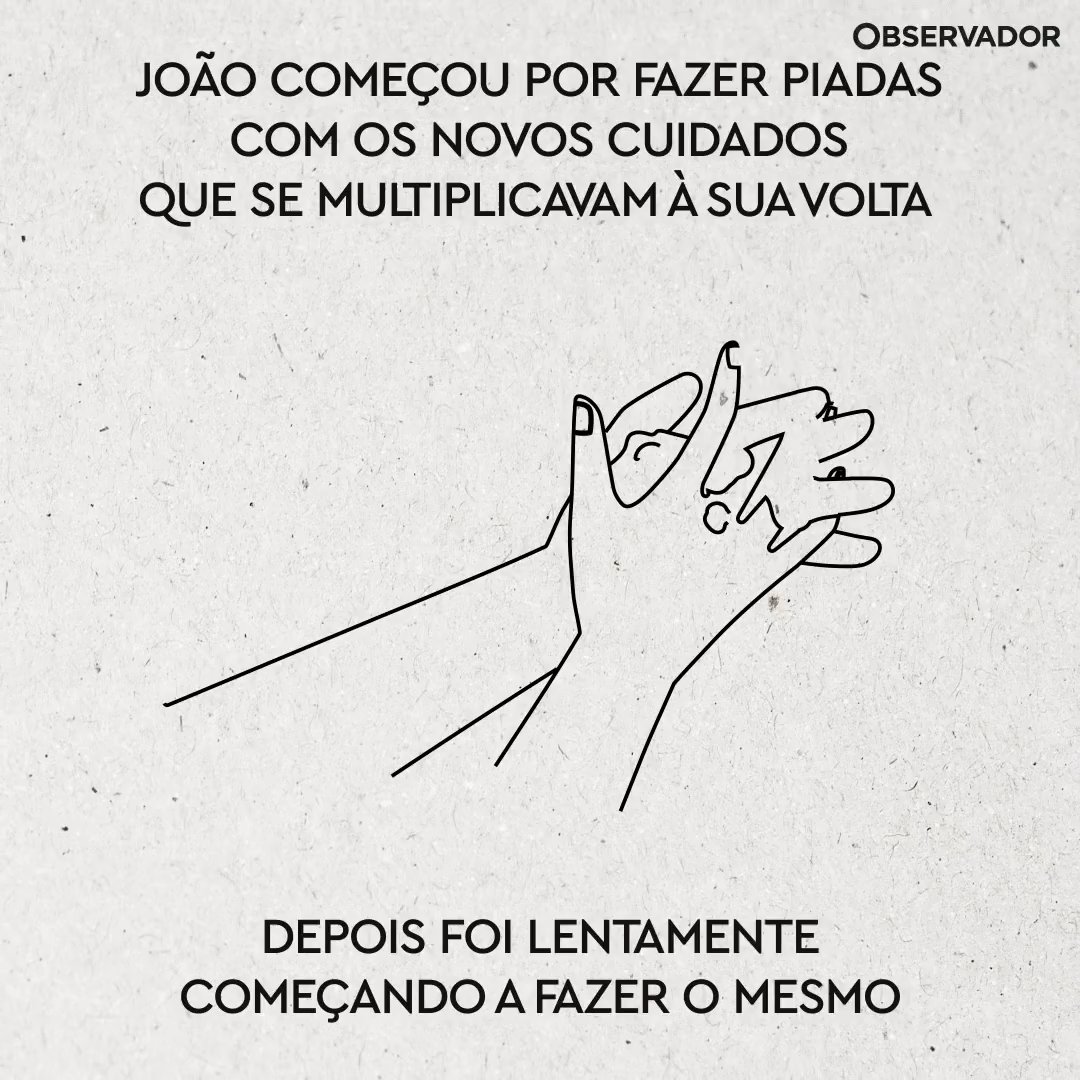 OBSERVADOR
JOÃO COMEÇOU POR FAZER PIADAS
COM OS NOVOS CUIDADOS
QUE SE MULTIPLICAVAM À SUA VOLTA
DEPOIS FOI LENTAMENTE
COMEÇANDO A FAZER O MESMO